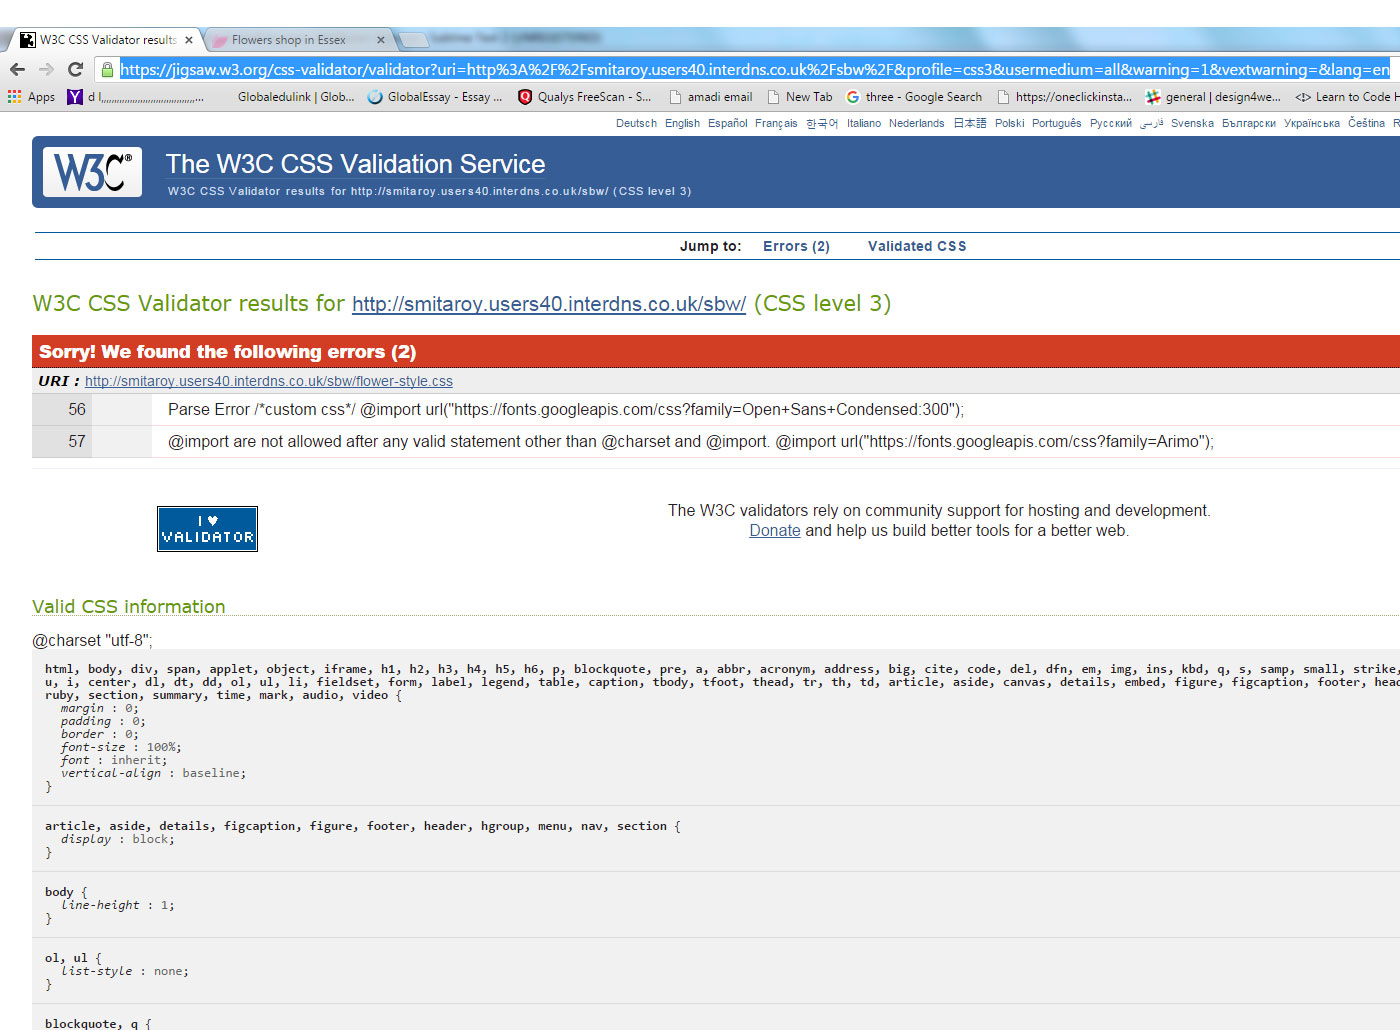 W3C CSS Validator results
Flowers shop in Essex
https://jigsaw.w3.org/css-validator/validator?uri=http%3A%2F%2Fsmitaroy.users40.interdns.co.uk%2Fsbw%2F&profile=css3&usermedium=all&warning=1&vextwarning=&lang=en
Apps d l,,,,,,,,,,,,,,,,,,,,,,,,,,,,,,,,,... Globaledulink | Glob... GlobalEssay - Essay ... Qualys FreeScan - S... amadi email New Tab three - Google Search https://oneclickinsta... general | design4we... Learn to Code H
Deutsch English Español Français 한국어 Italiano Nederlands 日本語 Polski Português Русский فارسی Svenska Български Українська Čeština R
W3C®
The W3C CSS Validation Service
W3C CSS Validator results for http://smitaroy.users40.interdns.co.uk/sbw/ (CSS level 3)
Jump to: Errors (2) Validated CSS
W3C CSS Validator results for http://smitaroy.users40.interdns.co.uk/sbw/ (CSS level 3)
Sorry! We found the following errors (2)
URI : http://smitaroy.users40.interdns.co.uk/sbw/flower-style.css
56 Parse Error /*custom css*/ @import url("https://fonts.googleapis.com/css?family=Open+Sans+Condensed:300");
57 @import are not allowed after any valid statement other than @charset and @import. @import url("https://fonts.googleapis.com/css?family=Arimo");
I ♥
VALIDATOR
The W3C validators rely on community support for hosting and development.
Donate and help us build better tools for a better web.
Valid CSS information
@charset "utf-8";
html, body, div, span, applet, object, iframe, h1, h2, h3, h4, h5, h6, p, blockquote, pre, a, abbr, acronym, address, big, cite, code, del, dfn, em, img, ins, kbd, q, s, samp, small, strike,
u, i, center, dl, dt, dd, ol, ul, li, fieldset, form, label, legend, table, caption, tbody, tfoot, thead, tr, th, td, article, aside, canvas, details, embed, figure, figcaption, footer, head
ruby, section, summary, time, mark, audio, video {
margin : 0;
padding : 0;
border : 0;
font-size : 100%;
font : inherit;
vertical-align : baseline;
}
article, aside, details, figcaption, figure, footer, header, hgroup, menu, nav, section {
display : block;
}
body {
line-height : 1;
}
ol, ul {
list-style : none;
}
blockquote, q {